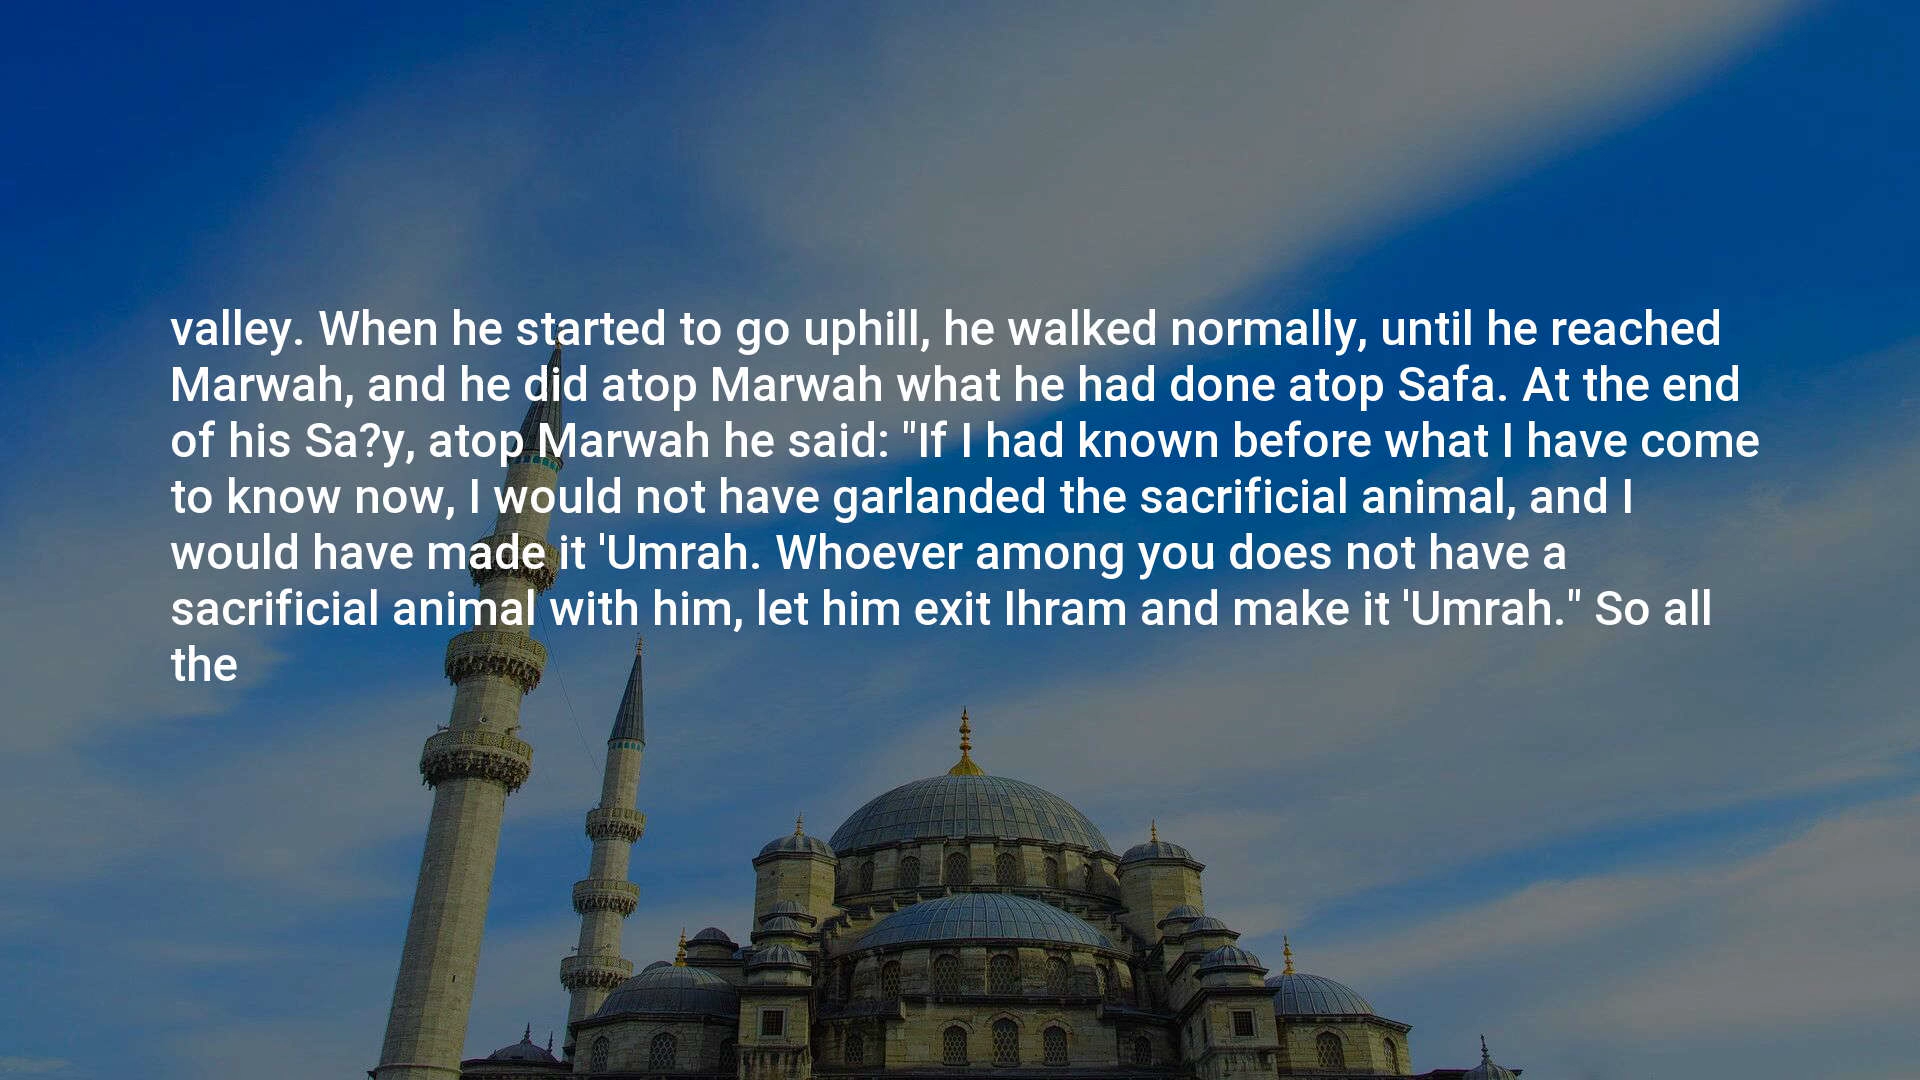 valley. When he started to go uphill, he walked normally, until he reached
Marwah, and he did atop Marwah what he had done atop Safa. At the end
of his Sa?y, atop Marwah he said: "If I had known before what I have come
to know now, I would not have garlanded the sacrificial animal, and I
would have made it 'Umrah. Whoever among you does not have a
sacrificial animal with him, let him exit Ihram and make it 'Umrah." So all
the